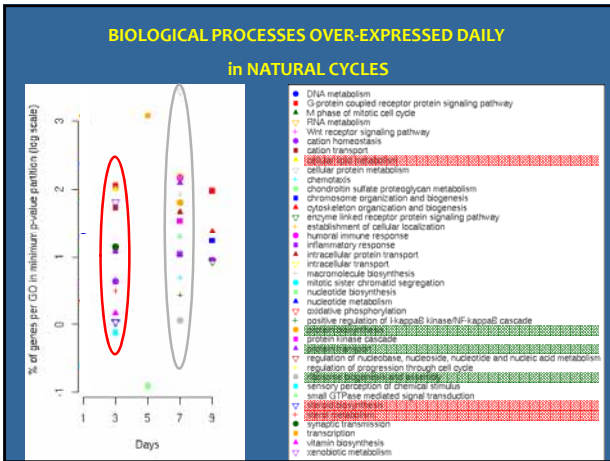 BIOLOGICAL PROCESSES OVER-EXPRESSED DAILY
in NATURAL CYCLES
% of genes per GO in minimum p-value partition (log scale)
3
2
1
0
-1
1
3
5
7
9
Days
DNA metabolism
G-protein coupled receptor protein signaling pathway
M phase of mitotic cell cycle
RNA metabolism
Wnt receptor signaling pathway
cation homeostasis
cation transport
cellular lipid metabolism
cellular protein metabolism
chemotaxis
chondroitin sulfate proteoglycan metabolism
chromosome organization and biogenesis
cytoskeleton organization and biogenesis
enzyme linked receptor protein signaling pathway
establishment of cellular localization
humoral immune response
inflammatory response
intracellular protein transport
intracellular transport
macromolecule biosynthesis
mitotic sister chromatid segregation
nucleotide biosynthesis
nucleotide metabolism
oxidative phosphorylation
positive regulation of I-kappaB kinase/NF-kappaB cascade
protein biosynthesis
protein kinase cascade
protein transport
regulation of nucleobase, nucleoside, nucleotide and nucleic acid metabolism
regulation of progression through cell cycle
ribosome biogenesis and assembly
sensory perception of chemical stimulus
small GTPase mediated signal transduction
steroid biosynthesis
sterol metabolism
synaptic transmission
transcription
vitamin biosynthesis
xenobiotic metabolism